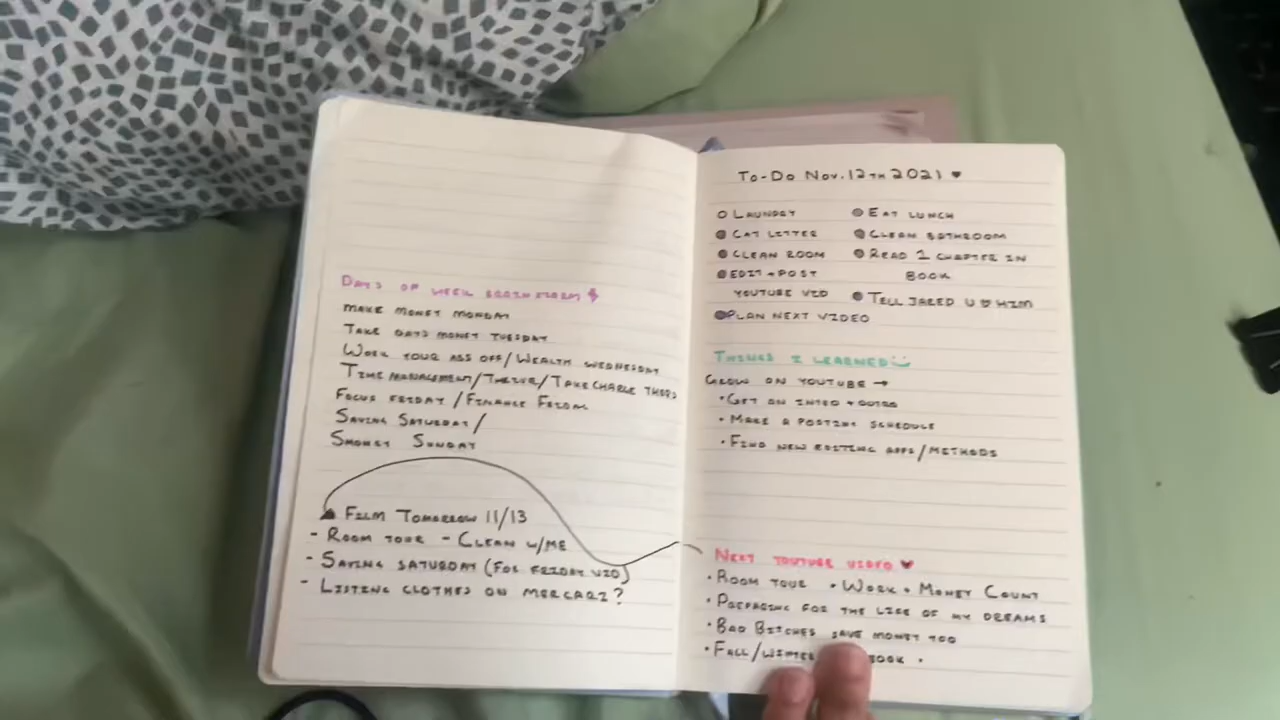 DAYS OF WEEK BRAINSTORM
MAKE MONEY MONDAY
TAKE DAYS MONEY TUESDAY
WORK YOUR ASS OFF/WEALTH WEDNESDAY
TIME MANAGEMENT/THRIVE/TAKE CHARGE THURS
FOCUS FRIDAY/FINANCE FRIDAY
SAVING SATURDAY/
SMONEY SUNDAY
FILM TOMORROW 11/13
- ROOM TOUR - CLEAN W/ME
- SAVING SATURDAY (FOR FRIDAY VID)
- LISTING CLOTHES ON MERCARI?
TO-DO NOV. 12TH 2021 ♥
LAUNDRY
CAT LITTER
CLEAN ROOM
EDIT + POST
YOUTUBE VID
PLAN NEXT VIDEO
EAT LUNCH
CLEAN BATHROOM
READ 1 CHAPTER IN
BOOK
TELL JARED U ♥ HIM
THINGS I LEARNED
GROW ON YOUTUBE →
• GET AN INTRO + OUTRO
• MAKE A POSTING SCHEDULE
• FIND NEW EDITING APPS/METHODS
NEXT YOUTUBE VIDEO ♥
• ROOM TOUR • WORK + MONEY COUNT
• PREPARING FOR THE LIFE OF MY DREAMS
• BAD BITCHES SAVE MONEY TOO
• FALL/WINTER